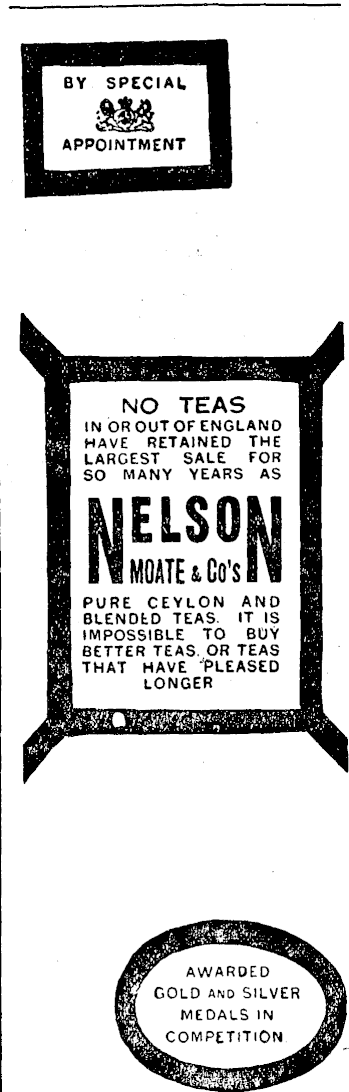 BY SPECIAL
APPOINTMENT
NO TEAS
IN OR OUT OF ENGLAND
HAVE RETAINED THE
LARGEST SALE FOR
SO MANY YEARS AS
NELSON
MOATE & Co's
PURE CEYLON AND
BLENDED TEAS. IT IS
IMPOSSIBLE TO BUY
BETTER TEAS, OR TEAS
THAT HAVE PLEASED
LONGER
AWARDED
GOLD AND SILVER
MEDALS IN
COMPETITION